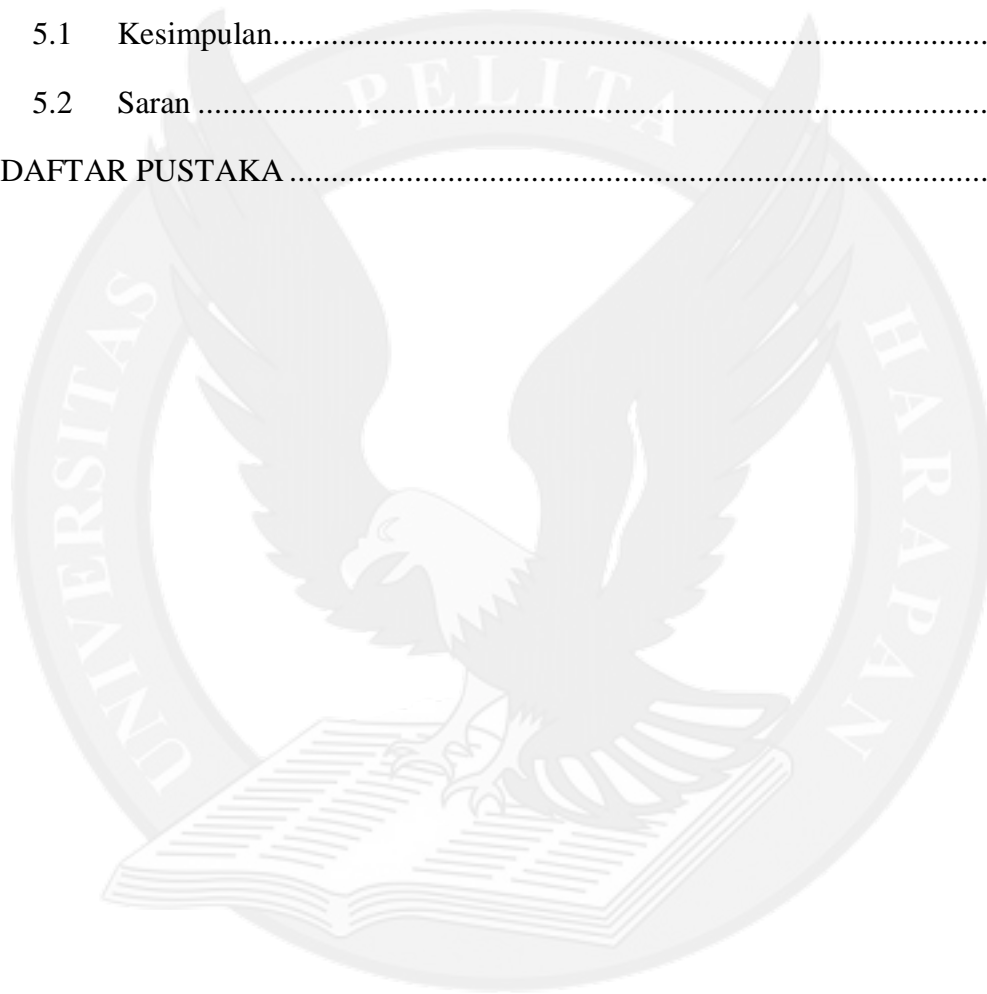 5.1 Kesimpulan...............................................................................
5.2 Saran .......................................................................................
DAFTAR PUSTAKA ............................................................................
UNIVERSITAS PELITA HARAPAN